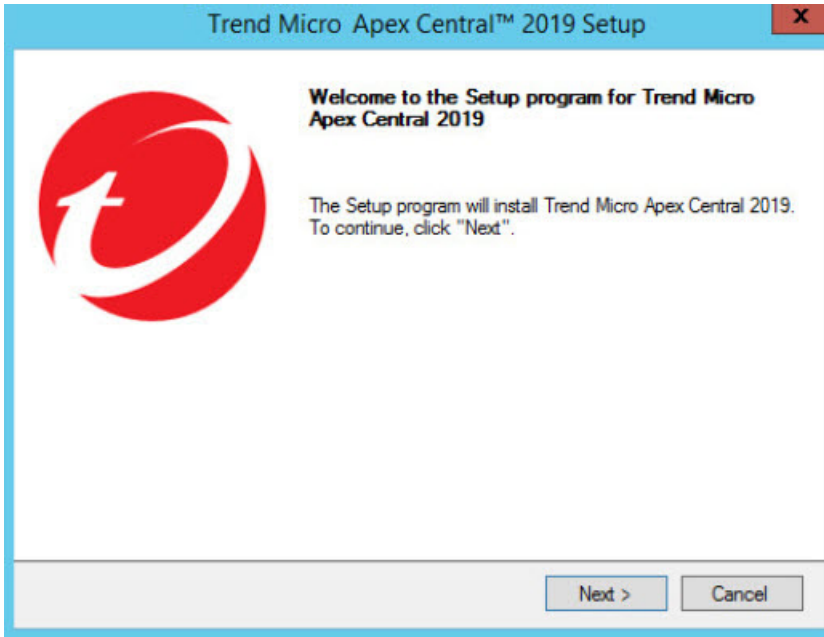 Trend Micro Apex Central™ 2019 Setup
x
Welcome to the Setup program for Trend Micro
Apex Central 2019
The Setup program will install Trend Micro Apex Central 2019.
To continue, click "Next".
Next >
Cancel